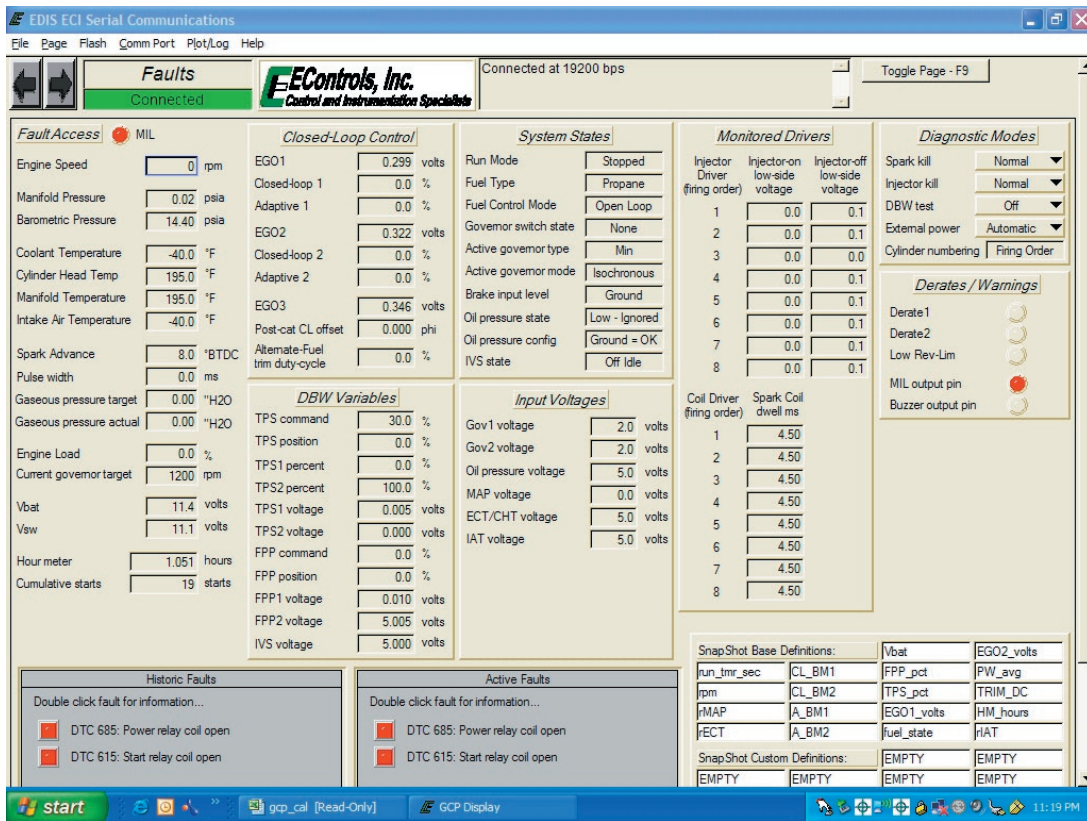 EDIS ECI Serial Communications
File Page Flash Comm Port Plot/Log Help
Faults
Connected
EControls, Inc.
Control and Instrumentation Specialists
Connected at 19200 bps
Toggle Page - F9
Fault Access MIL
Engine Speed 0 rpm
Manifold Pressure 0.02 psia
Barometric Pressure 14.40 psia
Coolant Temperature -40.0 °F
Cylinder Head Temp 195.0 °F
Manifold Temperature 195.0 °F
Intake Air Temperature -40.0 °F
Spark Advance 8.0 °BTDC
Pulse width 0.0 ms
Gaseous pressure target 0.00 "H2O
Gaseous pressure actual 0.00 "H2O
Engine Load 0.0 %
Current governor target 1200 rpm
Vbat 11.4 volts
Vsw 11.1 volts
Hour meter 1.051 hours
Cumulative starts 19 starts
Closed-Loop Control
EGO1 0.299 volts
Closed-loop 1 0.0 %
Adaptive 1 0.0 %
EGO2 0.322 volts
Closed-loop 2 0.0 %
Adaptive 2 0.0 %
EGO3 0.346 volts
Post-cat CL offset 0.000 phi
Alternate-Fuel
trim duty-cycle 0.0 %
DBW Variables
TPS command 30.0 %
TPS position 0.0 %
TPS1 percent 0.0 %
TPS2 percent 100.0 %
TPS1 voltage 0.005 volts
TPS2 voltage 0.000 volts
FPP command 0.0 %
FPP position 0.0 %
FPP1 voltage 0.010 volts
FPP2 voltage 5.005 volts
IVS voltage 5.000 volts
System States
Run Mode Stopped
Fuel Type Propane
Fuel Control Mode Open Loop
Governor switch state None
Active governor type Min
Active governor mode Isochronous
Brake input level Ground
Oil pressure state Low - Ignored
Oil pressure config Ground = OK
IVS state Off Idle
Input Voltages
Gov1 voltage 2.0 volts
Gov2 voltage 2.0 volts
Oil pressure voltage 5.0 volts
MAP voltage 0.0 volts
ECT/CHT voltage 5.0 volts
IAT voltage 5.0 volts
Monitored Drivers
Injector Injector-on Injector-off
Driver low-side low-side
(firing order) voltage voltage
1 0.0 0.1
2 0.0 0.1
3 0.0 0.0
4 0.0 0.1
5 0.0 0.1
6 0.0 0.1
7 0.0 0.1
8 0.0 0.1
Coil Driver Spark Coil
(firing order) dwell ms
1 4.50
2 4.50
3 4.50
4 4.50
5 4.50
6 4.50
7 4.50
8 4.50
Diagnostic Modes
Spark kill Normal
Injector kill Normal
DBW test Off
External power Automatic
Cylinder numbering Firing Order
Derates / Warnings
Derate1
Derate2
Low Rev-Lim
MIL output pin
Buzzer output pin
Historic Faults
Double click fault for information...
DTC 685: Power relay coil open
DTC 615: Start relay coil open
Active Faults
Double click fault for information...
DTC 685: Power relay coil open
DTC 615: Start relay coil open
SnapShot Base Definitions: Vbat EGO2_volts
run_tmr_sec CL_BM1 FPP_pct PW_avg
rpm CL_BM2 TPS_pct TRIM_DC
rMAP A_BM1 EGO1_volts HM_hours
rECT A_BM2 fuel_state rIAT
SnapShot Custom Definitions: EMPTY EMPTY
EMPTY EMPTY EMPTY EMPTY
start gcp_cal [Read-Only] GCP Display 11:19 PM